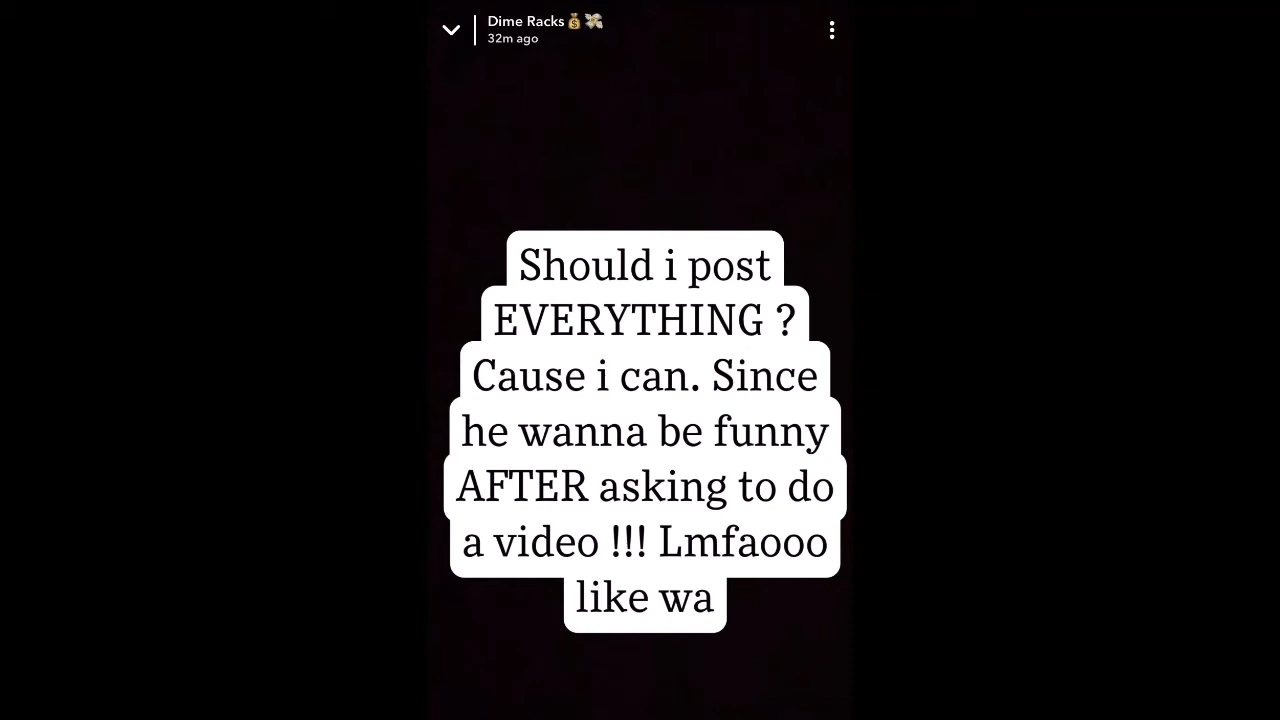 Dime Racks💰💸
32m ago
Should i post
EVERYTHING ?
Cause i can. Since
he wanna be funny
AFTER asking to do
a video !!! Lmfaooo
like wa